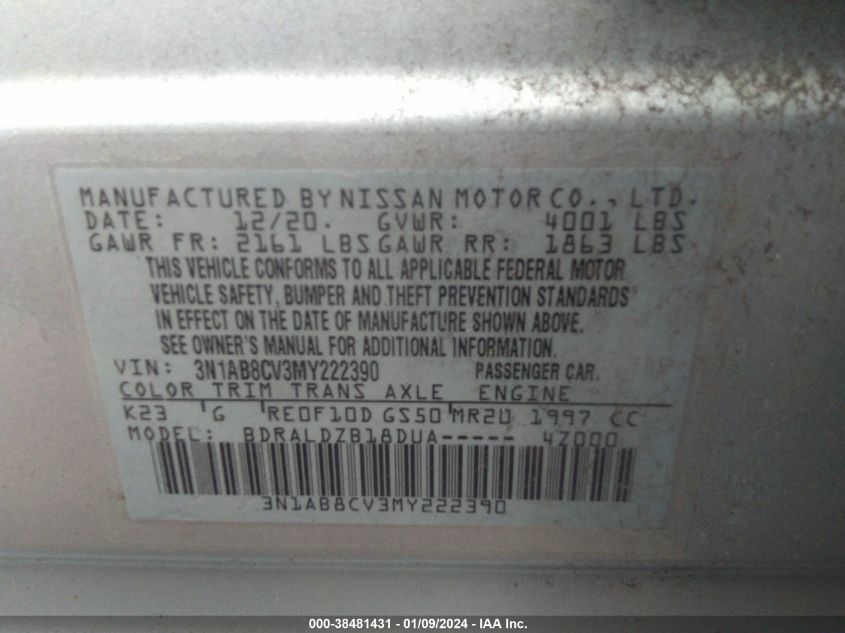 MANUFACTURED BY NISSAN MOTOR CO., LTD.
DATE: 12/20. GVWR: 4001 LBS
GAWR FR: 2161 LBS GAWR RR: 1863 LBS
THIS VEHICLE CONFORMS TO ALL APPLICABLE FEDERAL MOTOR
VEHICLE SAFETY, BUMPER AND THEFT PREVENTION STANDARDS
IN EFFECT ON THE DATE OF MANUFACTURE SHOWN ABOVE.
SEE OWNER'S MANUAL FOR ADDITIONAL INFORMATION.
VIN: 3N1AB8CV3MY222390 PASSENGER CAR.
COLOR TRIM TRANS AXLE ENGINE
K23 G RE0F10D GS50 MR20 1997 CC
MODEL: BDRALDZB18DUA----- 4Z000
3N1AB8CV3MY222390
000-38481431 - 01/09/2024 - IAA Inc.